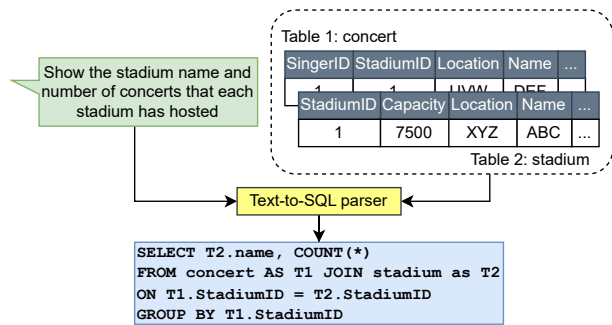 Table 1: concert
Show the stadium name and
number of concerts that each
stadium has hosted
SingerID StadiumID Location Name ...
StadiumID Capacity Location Name ...
1 7500 XYZ ABC ...
Table 2: stadium
Text-to-SQL parser
SELECT T2.name, COUNT(*)
FROM concert AS T1 JOIN stadium as T2
ON T1.StadiumID = T2.StadiumID
GROUP BY T1.StadiumID